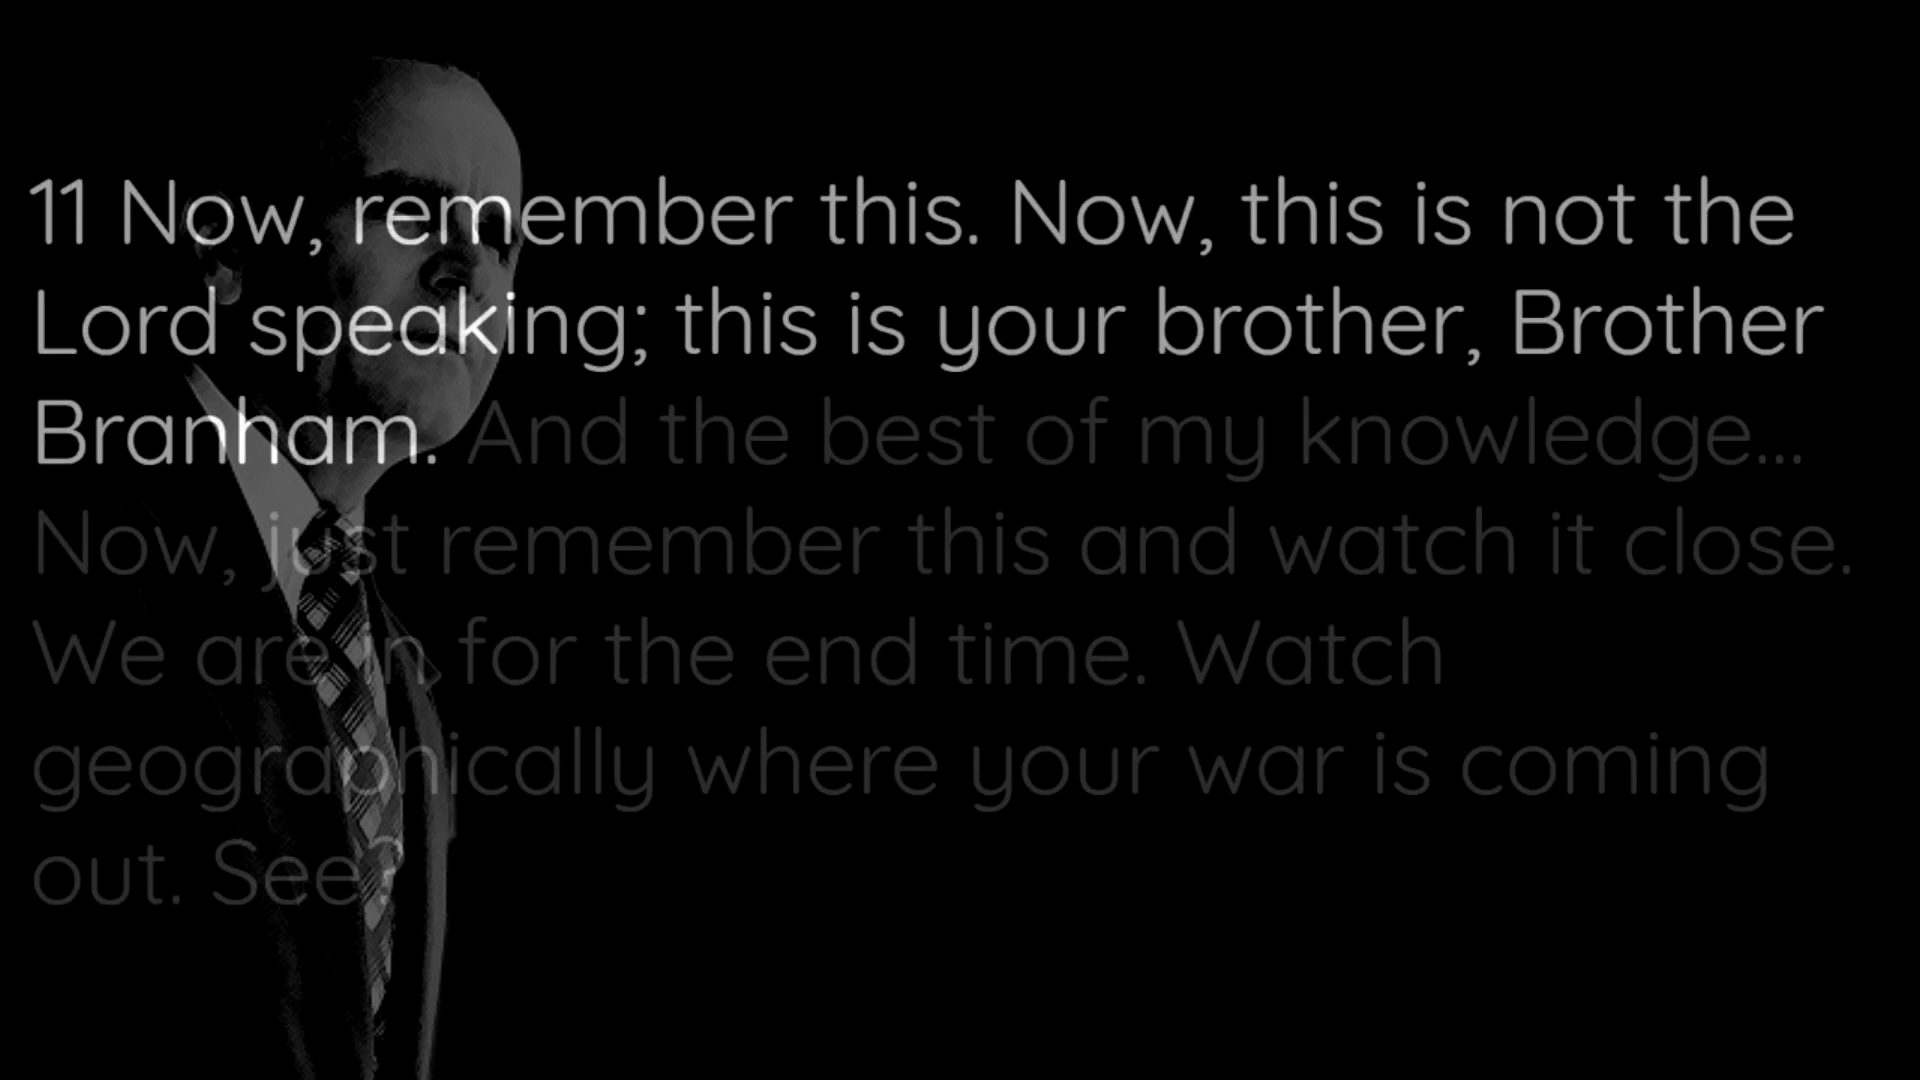 11 Now, remember this. Now, this is not the
Lord speaking; this is your brother, Brother
Branham. And the best of my knowledge...
Now, just remember this and watch it close.
We are in for the end time. Watch
geographically where your war is coming
out. See?